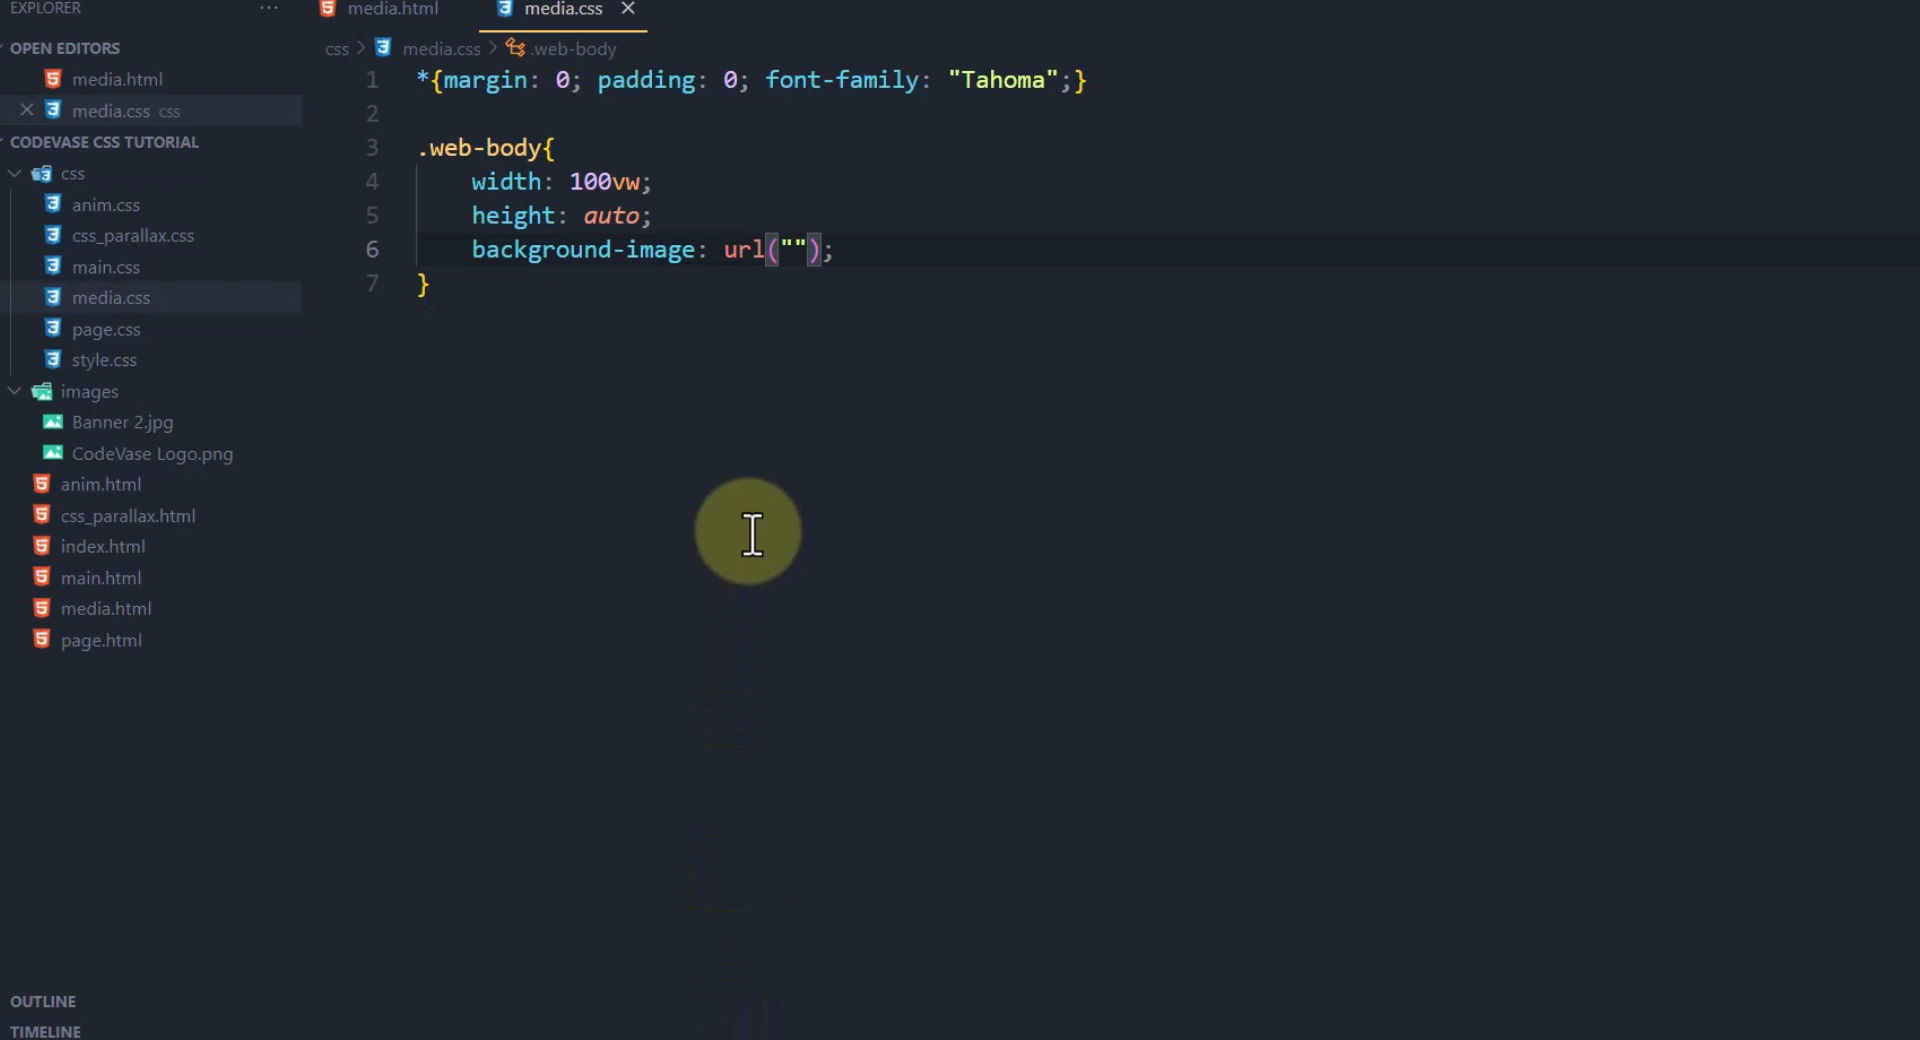 EXPLORER ···
OPEN EDITORS
media.html
media.css css
CODEVASE CSS TUTORIAL
css
anim.css
css_parallax.css
main.css
media.css
page.css
style.css
images
Banner 2.jpg
CodeVase Logo.png
anim.html
css_parallax.html
index.html
main.html
media.html
page.html
OUTLINE
TIMELINE
media.html media.css
css > media.css > .web-body
1 *{margin: 0; padding: 0; font-family: "Tahoma";}
2
3 .web-body{
4 width: 100vw;
5 height: auto;
6 background-image: url("");
7 }